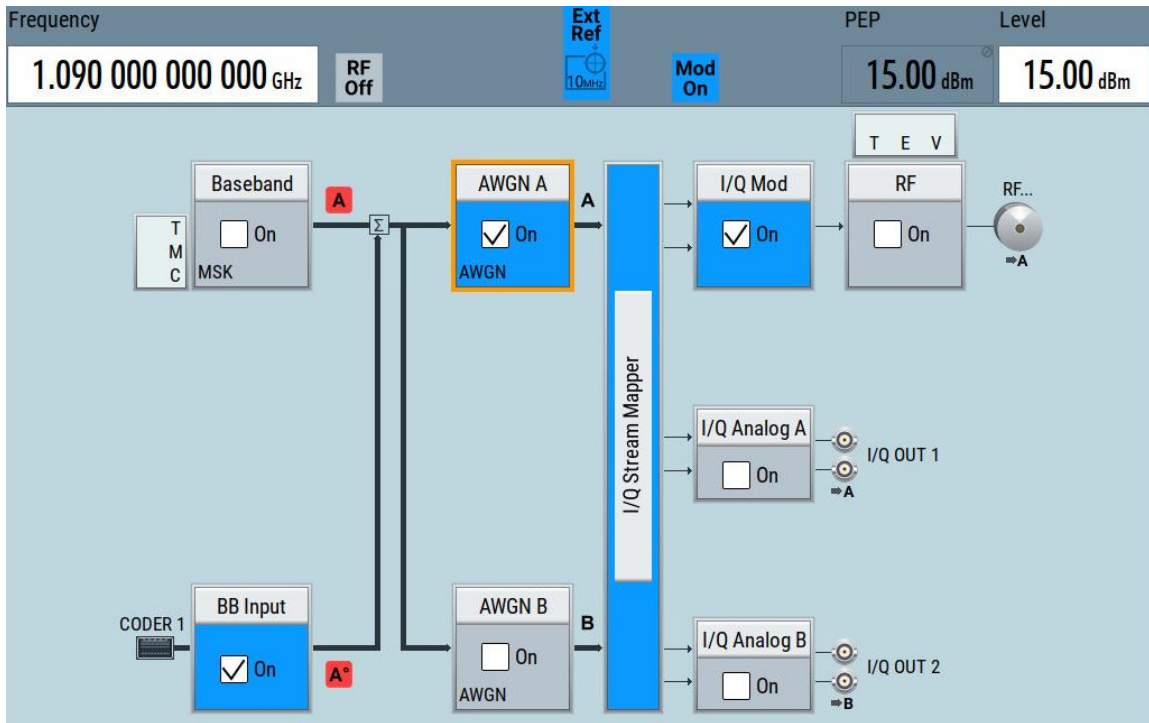 Frequency
Ext
Ref
PEP
Level
1.090 000 000 000 GHz
RF
Off
10MHz
Mod
On
15.00 dBm
15.00 dBm
T E V
Baseband
A
AWGN A
A
I/Q Mod
RF
RF...
T
M
C
On
MSK
Σ
On
AWGN
On
On
➡A
I/Q Stream Mapper
I/Q Analog A
On
I/Q OUT 1
➡A
CODER 1
BB Input
On
A°
AWGN B
On
AWGN
B
I/Q Analog B
On
I/Q OUT 2
➡B